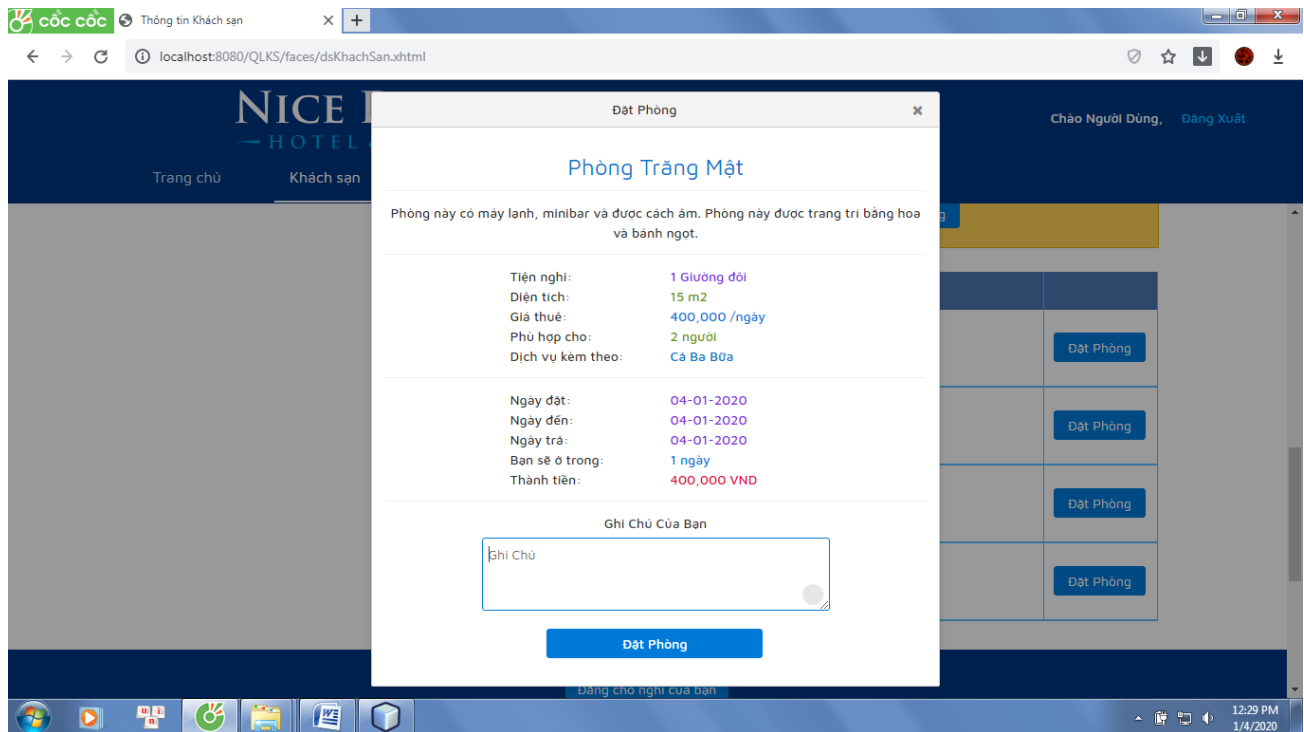 cốc cốc Thông tin Khách sạn
localhost:8080/QLKS/faces/dsKhachSan.xhtml
NICE
HOTEL
Chào Người Dùng, Đăng Xuất
Trang chủ Khách sạn
Đặt Phòng
Phòng Trăng Mật
Phòng này có máy lạnh, minibar và được cách âm. Phòng này được trang trí bằng hoa
và bánh ngọt.
Tiện nghi: 1 Giường đôi
Diện tích: 15 m2
Giá thuê: 400,000 /ngày
Phù hợp cho: 2 người
Dịch vụ kèm theo: Cả Ba Bữa
Ngày đặt: 04-01-2020
Ngày đến: 04-01-2020
Ngày trả: 04-01-2020
Bạn sẽ ở trong: 1 ngày
Thành tiền: 400,000 VND
Ghi Chú Của Bạn
Ghi Chú
Đặt Phòng
g
Đặt Phòng
Đặt Phòng
Đặt Phòng
Đặt Phòng
Đăng chỗ nghỉ của bạn
12:29 PM
1/4/2020